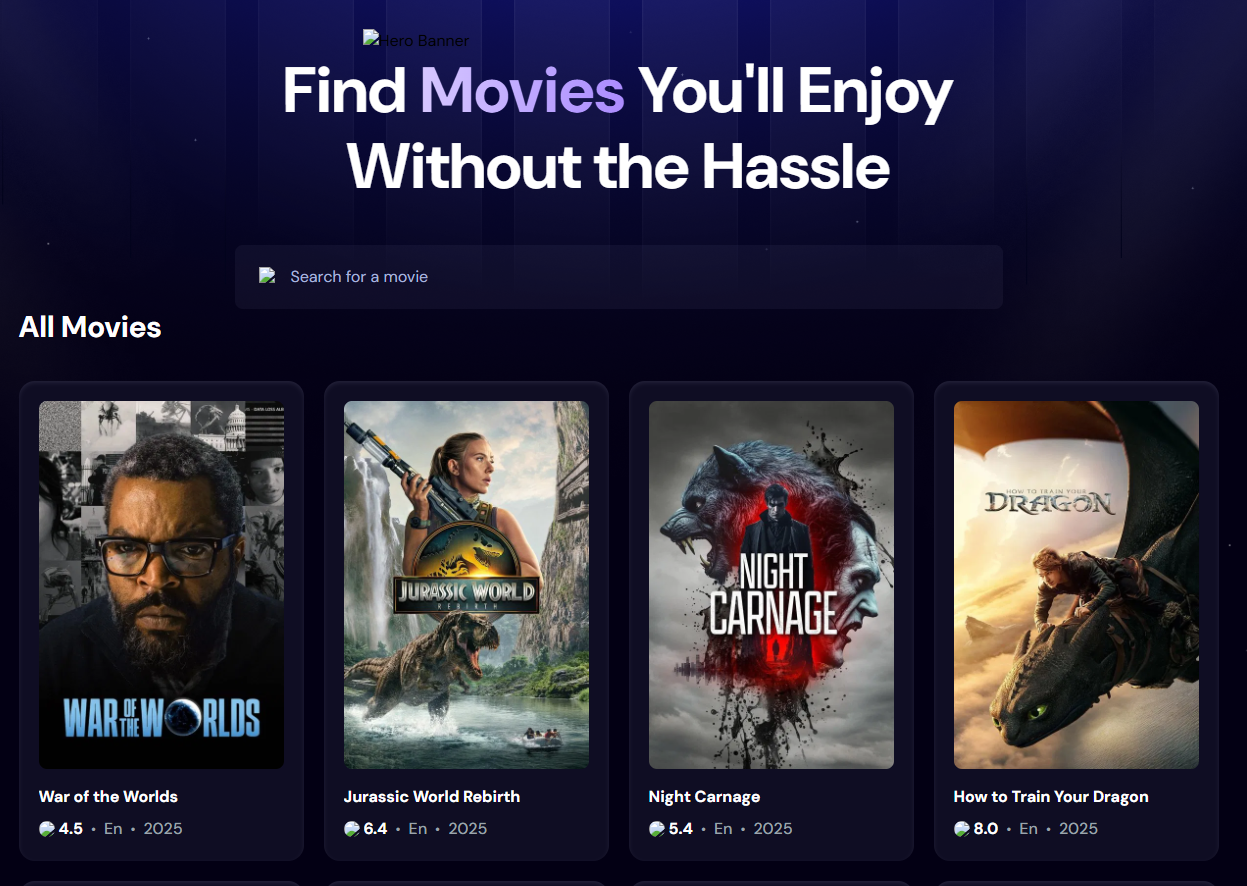 Hero Banner
Find Movies You'll Enjoy
Without the Hassle
Search for a movie
All Movies
WAR OF THE WORLDS
JURASSIC WORLD
REBIRTH
NIGHT
CARNAGE
HOW TO TRAIN YOUR
DRAGON
War of the Worlds
4.5 • En • 2025
Jurassic World Rebirth
6.4 • En • 2025
Night Carnage
5.4 • En • 2025
How to Train Your Dragon
8.0 • En • 2025